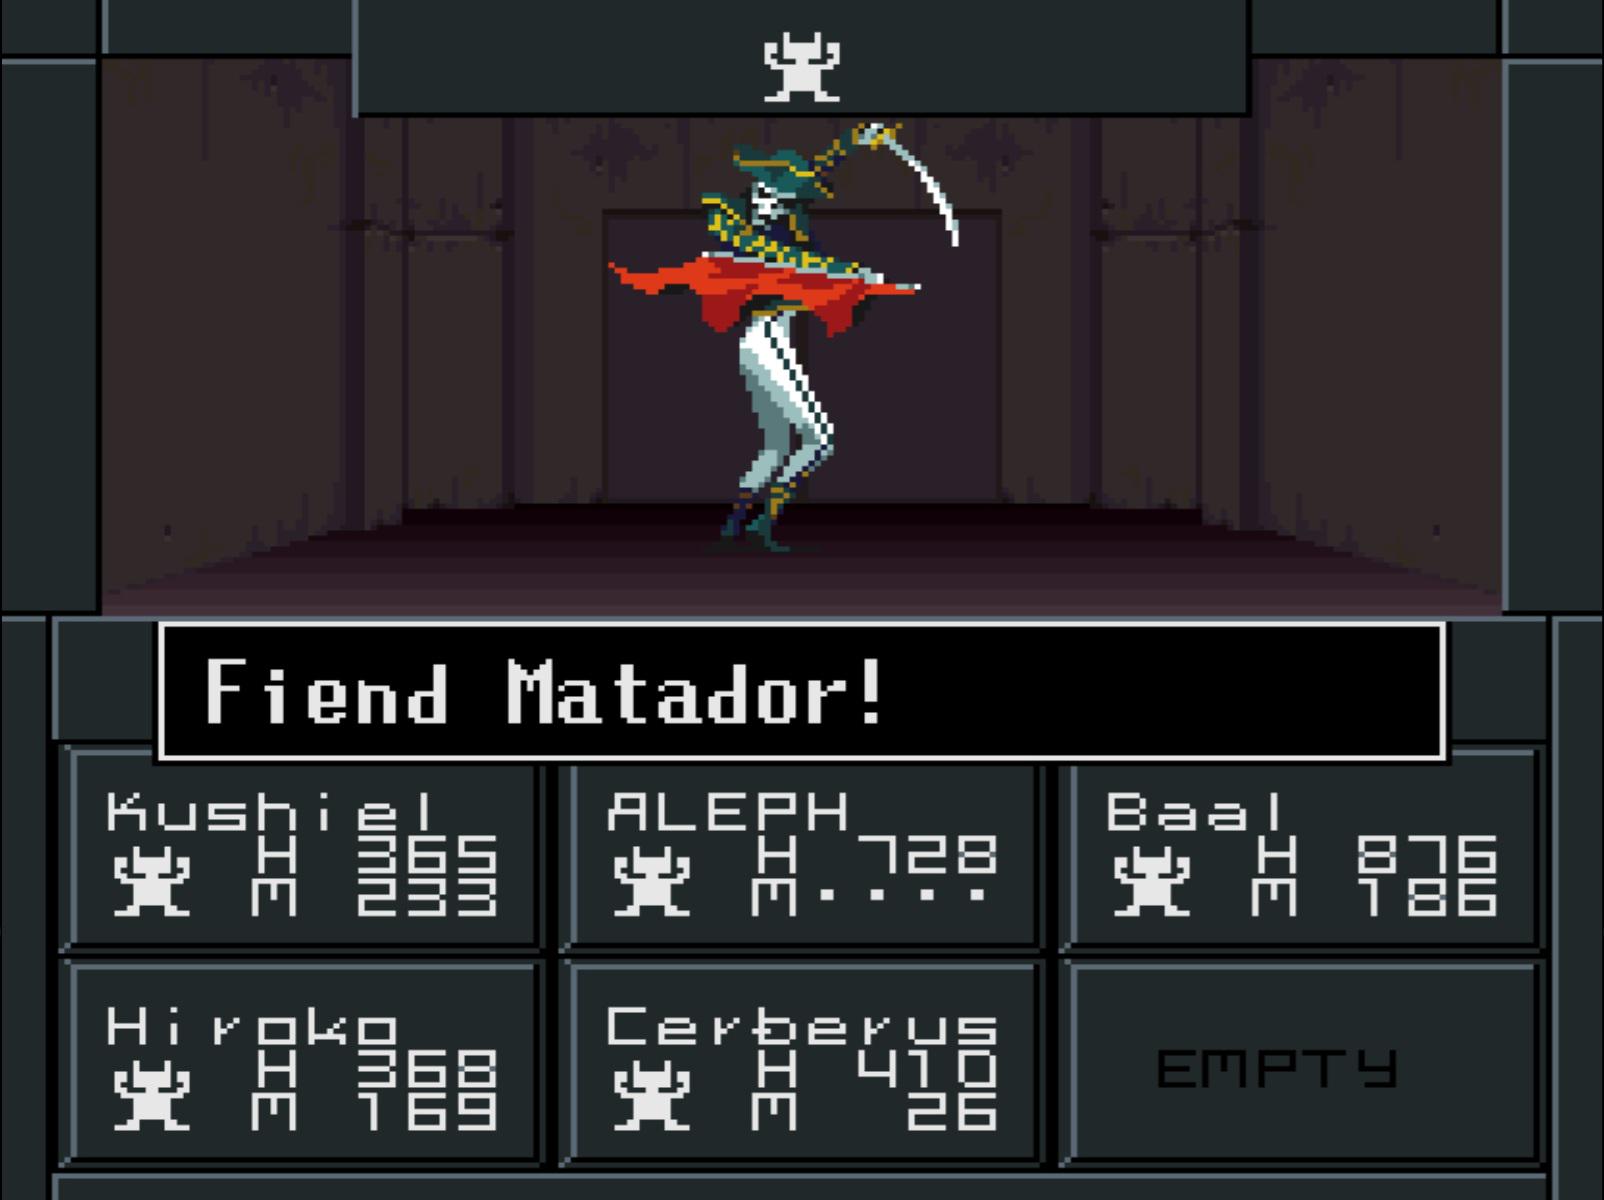 Fiend Matador!
Kushiel
H 365
M 233
ALEPH
H 728
M....
Baal
H 876
M 186
Hiroko
H 368
M 169
Cerberus
H 410
M 26
EMPTY